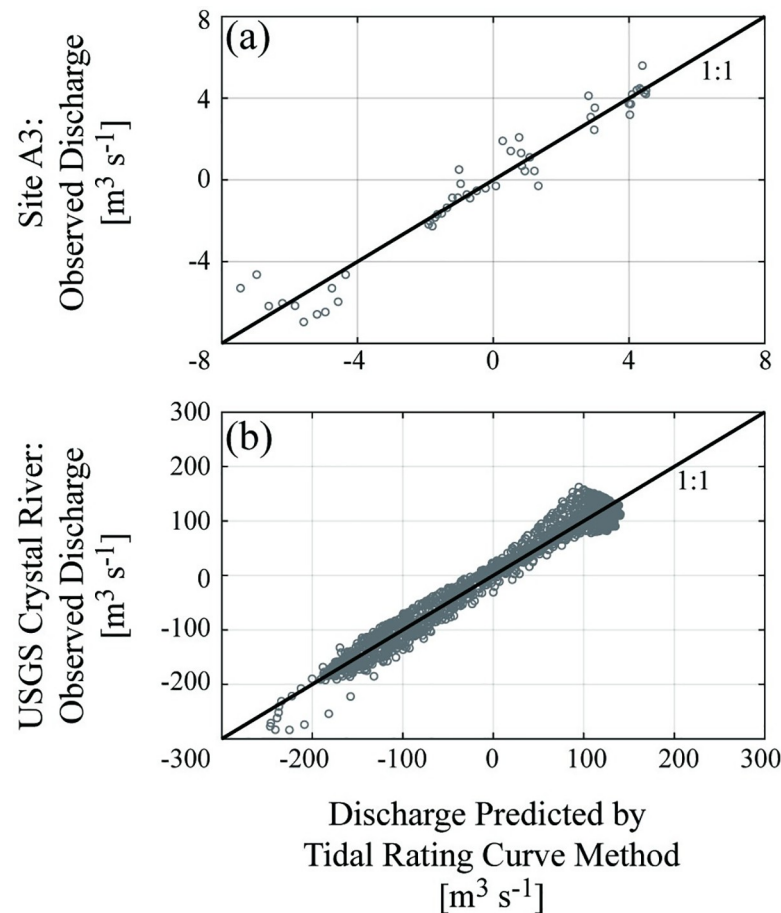 (a)
1:1
8
4
0
-4
-8
-4
0
4
8
Site A3:
Observed Discharge
[m³ s⁻¹]
(b)
1:1
300
200
100
0
-100
-200
-300
-200
-100
0
100
200
300
USGS Crystal River:
Observed Discharge
[m³ s⁻¹]
Discharge Predicted by
Tidal Rating Curve Method
[m³ s⁻¹]